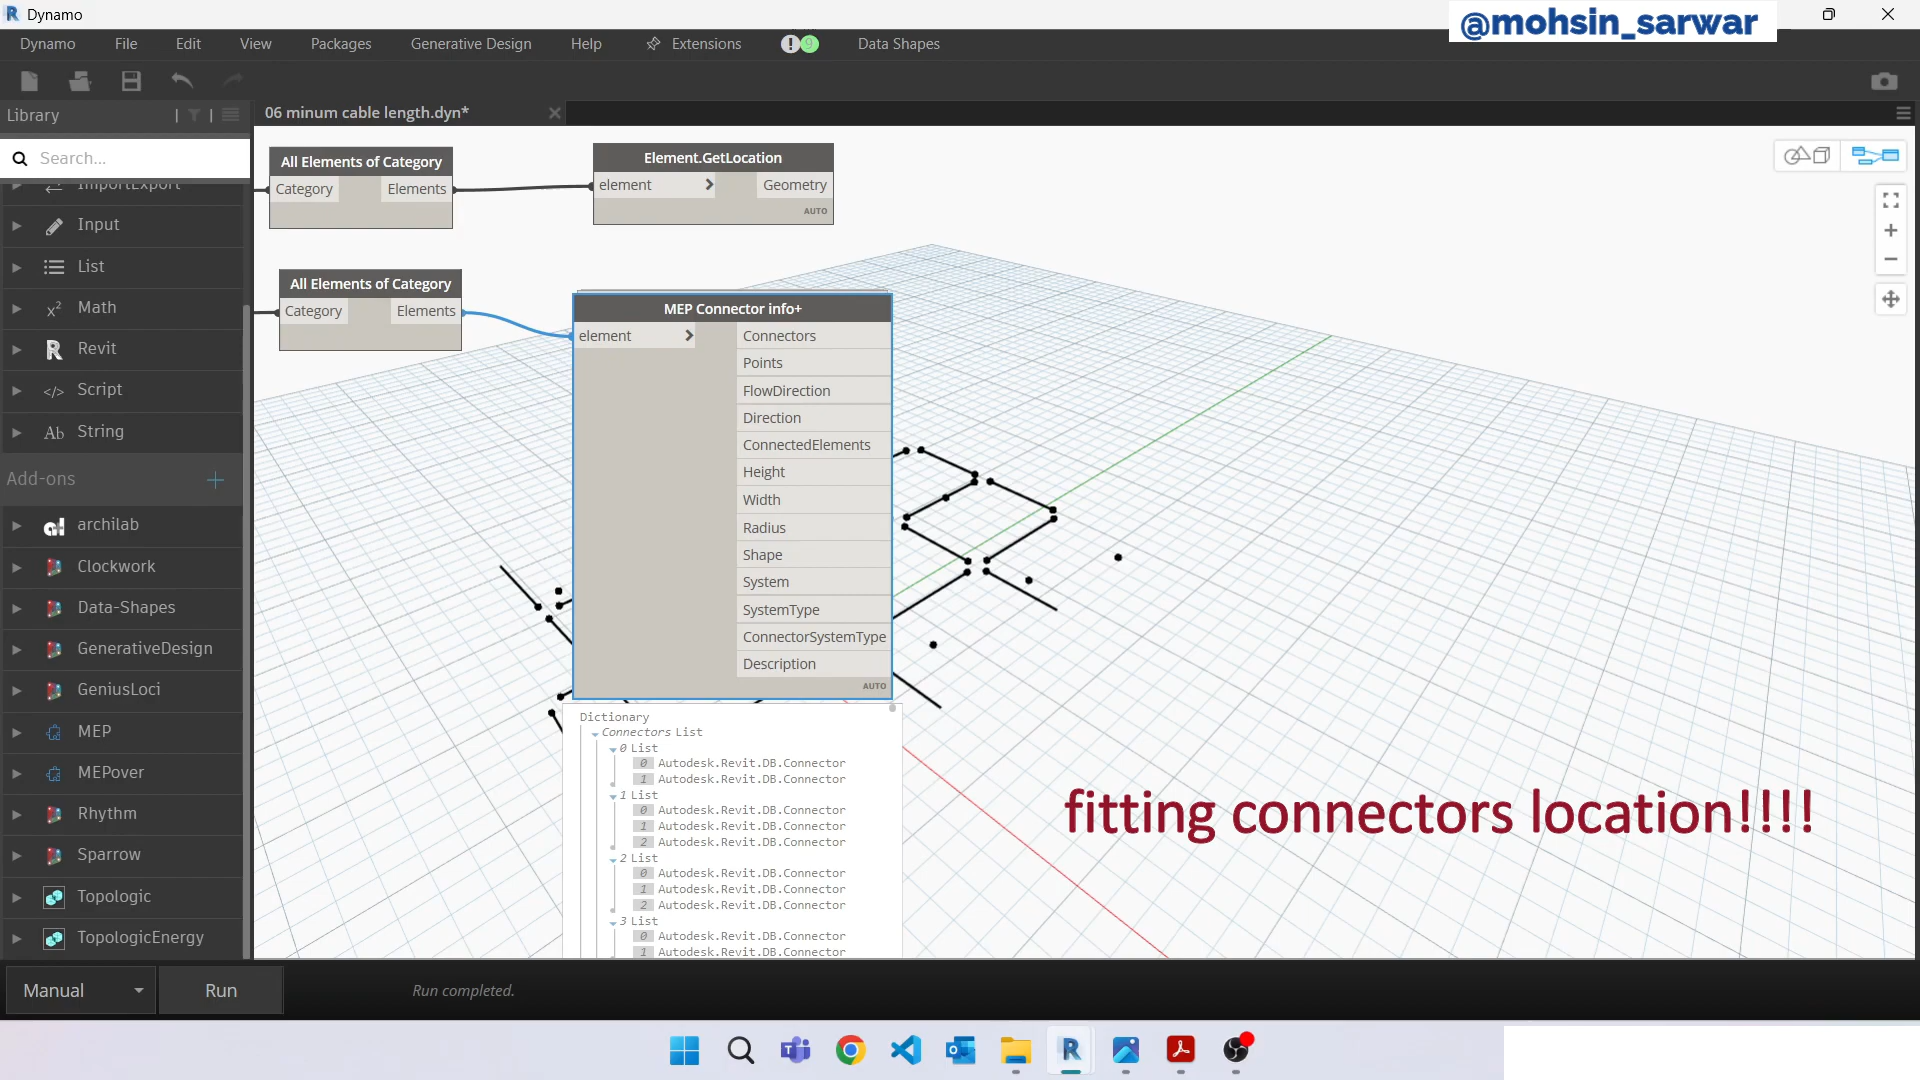 Dynamo
@mohsin_sarwar
Dynamo File Edit View Packages Generative Design Help Extensions 9 Data Shapes
Library
06 minum cable length.dyn*
Search...
ImportExport
Input
List
Math
Revit
Script
String
Add-ons
archilab
Clockwork
Data-Shapes
GenerativeDesign
GeniusLoci
MEP
MEPover
Rhythm
Sparrow
Topologic
TopologicEnergy
All Elements of Category
Category Elements
Element.GetLocation
element > Geometry
AUTO
All Elements of Category
Category Elements
MEP Connector info+
element > Connectors
Points
FlowDirection
Direction
ConnectedElements
Height
Width
Radius
Shape
System
SystemType
ConnectorSystemType
Description
AUTO
Dictionary
Connectors List
0 List
0 Autodesk.Revit.DB.Connector
1 Autodesk.Revit.DB.Connector
1 List
0 Autodesk.Revit.DB.Connector
1 Autodesk.Revit.DB.Connector
2 Autodesk.Revit.DB.Connector
2 List
0 Autodesk.Revit.DB.Connector
1 Autodesk.Revit.DB.Connector
2 Autodesk.Revit.DB.Connector
3 List
0 Autodesk.Revit.DB.Connector
1 Autodesk.Revit.DB.Connector
fitting connectors location!!!!
Manual Run Run completed.